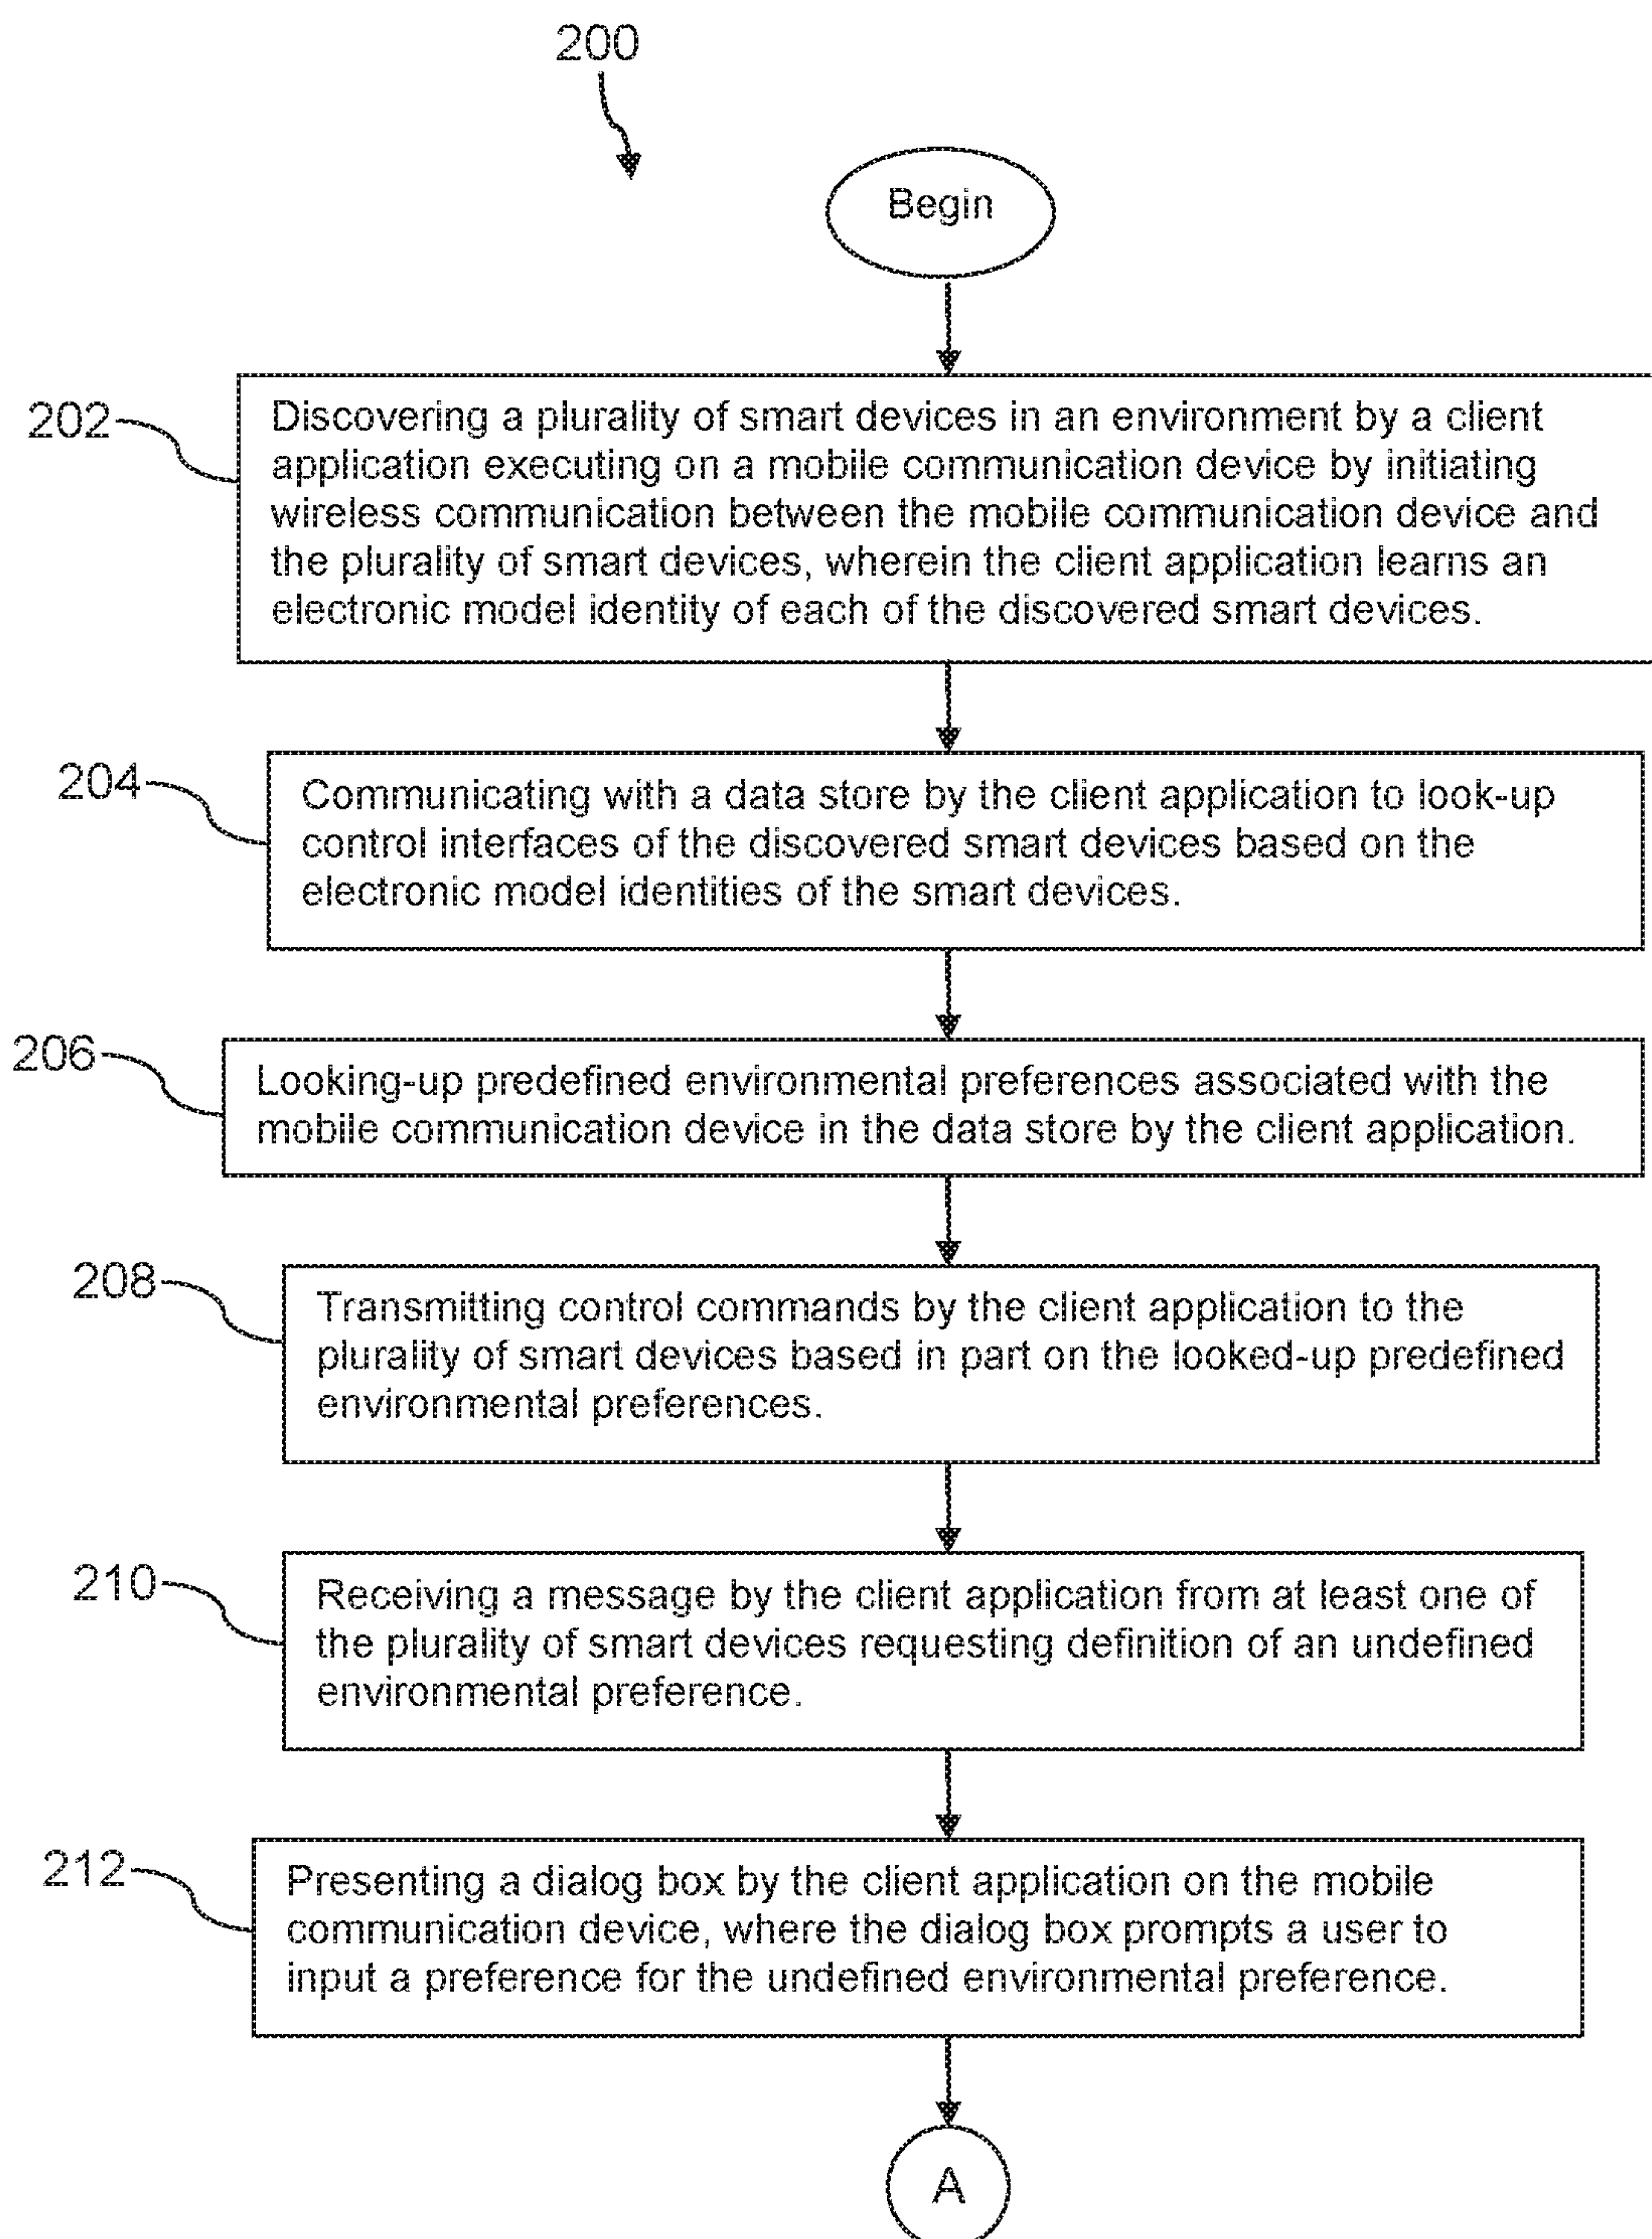 200
Begin
202
Discovering a plurality of smart devices in an environment by a client
application executing on a mobile communication device by initiating
wireless communication between the mobile communication device and
the plurality of smart devices, wherein the client application learns an
electronic model identity of each of the discovered smart devices.
204
Communicating with a data store by the client application to look-up
control interfaces of the discovered smart devices based on the
electronic model identities of the smart devices.
206
Looking-up predefined environmental preferences associated with the
mobile communication device in the data store by the client application.
208
Transmitting control commands by the client application to the
plurality of smart devices based in part on the looked-up predefined
environmental preferences.
210
Receiving a message by the client application from at least one of
the plurality of smart devices requesting definition of an undefined
environmental preference.
212
Presenting a dialog box by the client application on the mobile
communication device, where the dialog box prompts a user to
input a preference for the undefined environmental preference.
A